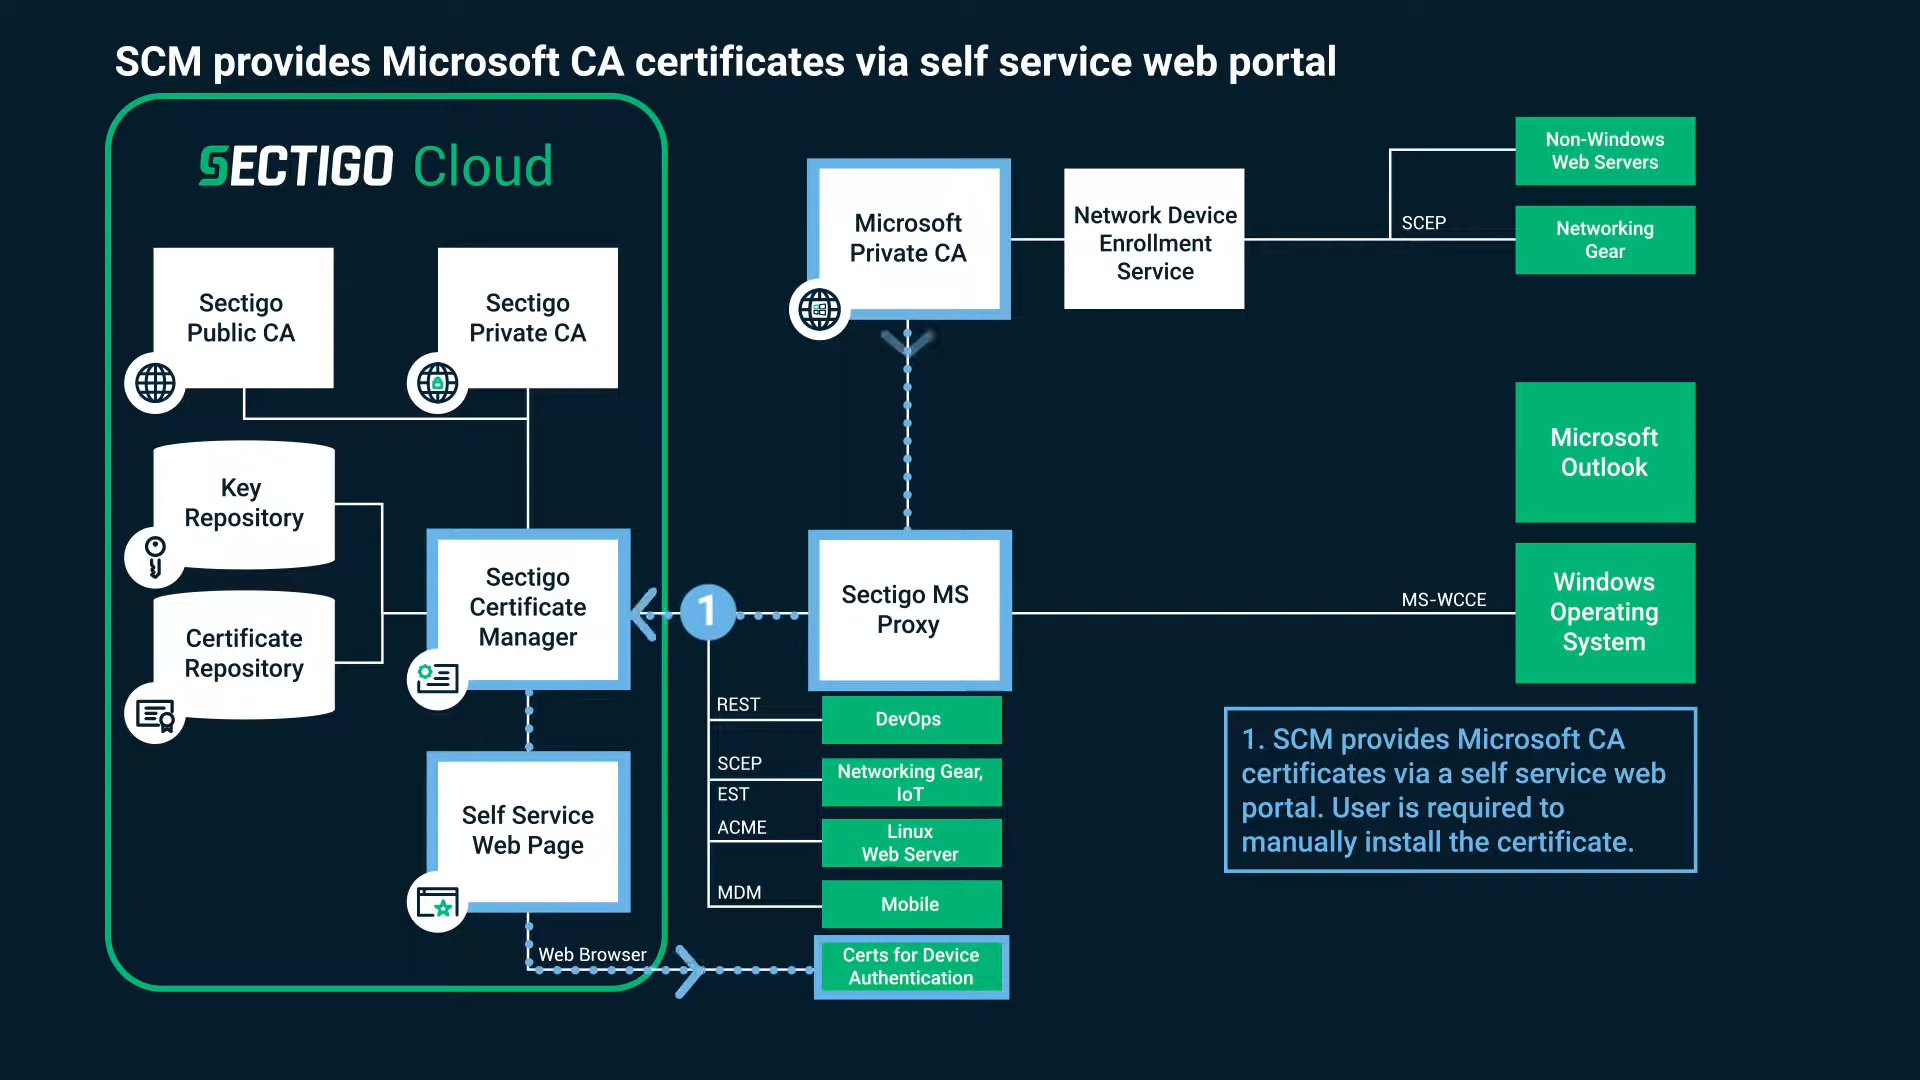 SCM provides Microsoft CA certificates via self service web portal
SECTIGO Cloud
Sectigo
Public CA
Sectigo
Private CA
Key
Repository
Certificate
Repository
Sectigo
Certificate
Manager
Self Service
Web Page
Web Browser
Microsoft
Private CA
Network Device
Enrollment
Service
SCEP
Non-Windows
Web Servers
Networking
Gear
Microsoft
Outlook
1
Sectigo MS
Proxy
MS-WCCE
Windows
Operating
System
REST
DevOps
SCEP
EST
Networking Gear,
IoT
ACME
Linux
Web Server
MDM
Mobile
Certs for Device
Authentication
1. SCM provides Microsoft CA
certificates via a self service web
portal. User is required to
manually install the certificate.